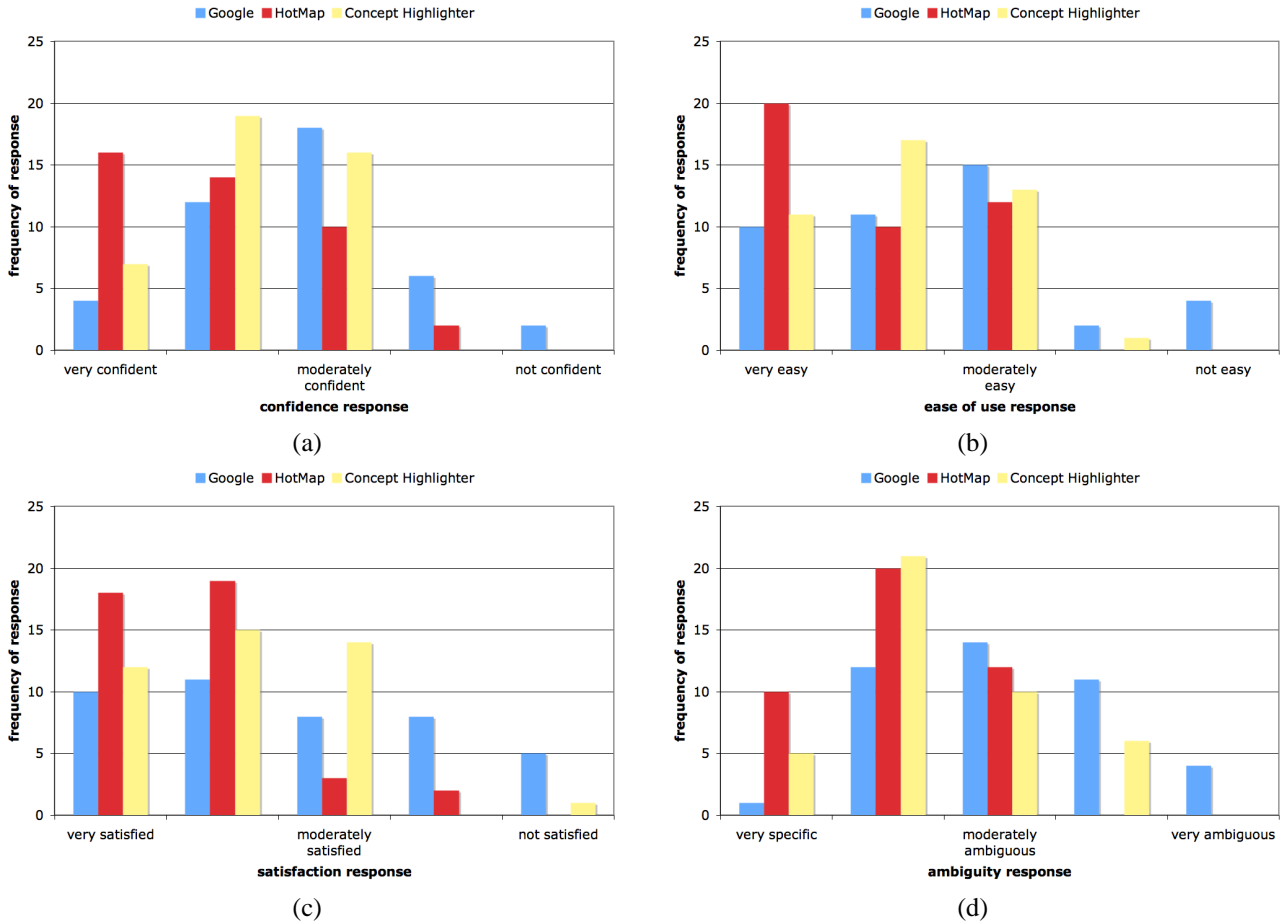 Google HotMap Concept Highlighter
25
20
15
10
5
0
frequency of response
very confident
moderately
confident
not confident
confidence response
(a)
Google HotMap Concept Highlighter
25
20
15
10
5
0
frequency of response
very easy
moderately
easy
not easy
ease of use response
(b)
Google HotMap Concept Highlighter
25
20
15
10
5
0
frequency of response
very satisfied
moderately
satisfied
not satisfied
satisfaction response
(c)
Google HotMap Concept Highlighter
25
20
15
10
5
0
frequency of response
very specific
moderately
ambiguous
very ambiguous
ambiguity response
(d)